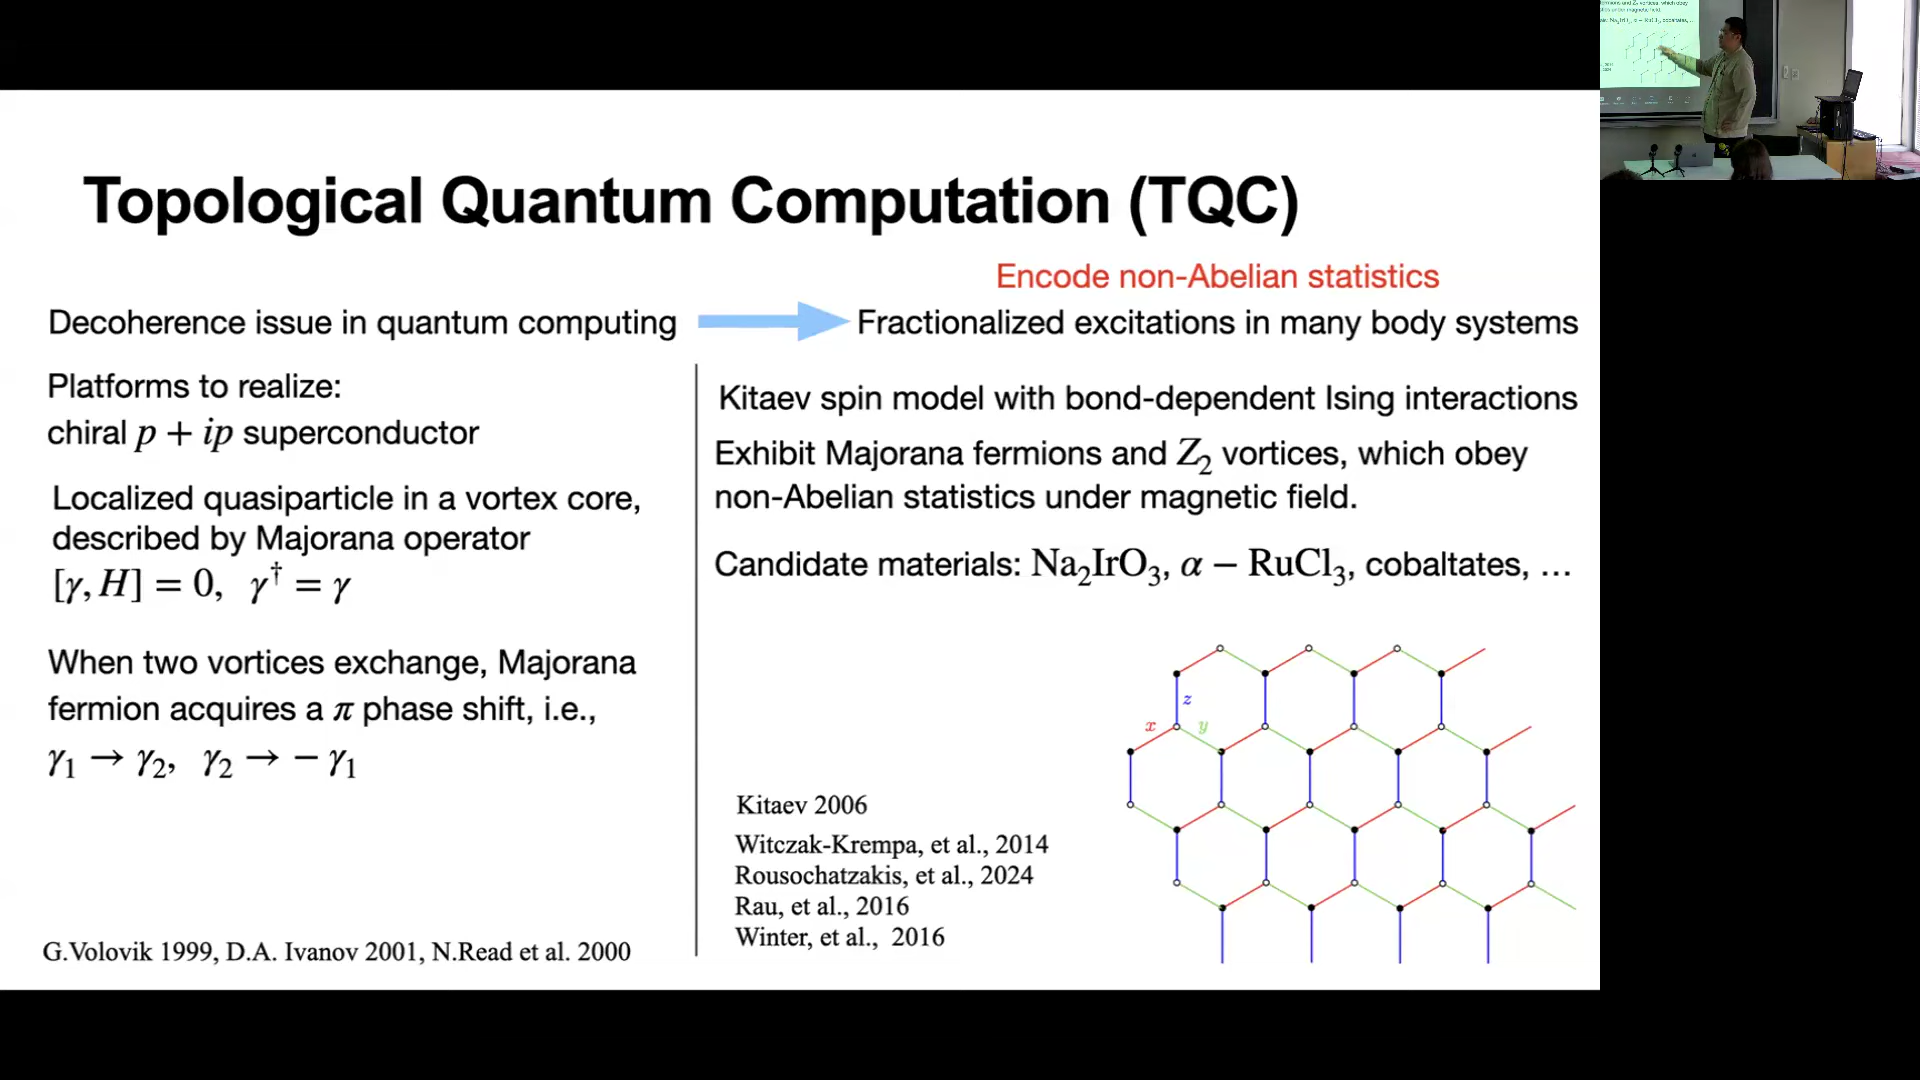 Topological Quantum Computation (TQC)
Encode non-Abelian statistics
Decoherence issue in quantum computing
Fractionalized excitations in many body systems
Platforms to realize:
chiral p + ip superconductor
Localized quasiparticle in a vortex core,
described by Majorana operator
[γ, H] = 0, γ† = γ
When two vortices exchange, Majorana
fermion acquires a π phase shift, i.e.,
γ₁ → γ₂, γ₂ → − γ₁
G.Volovik 1999, D.A. Ivanov 2001, N.Read et al. 2000
Kitaev spin model with bond-dependent Ising interactions
Exhibit Majorana fermions and Z₂ vortices, which obey
non-Abelian statistics under magnetic field.
Candidate materials: Na₂IrO₃, α − RuCl₃, cobaltates, ...
z
x y
Kitaev 2006
Witczak-Krempa, et al., 2014
Rousochatzakis, et al., 2024
Rau, et al., 2016
Winter, et al., 2016